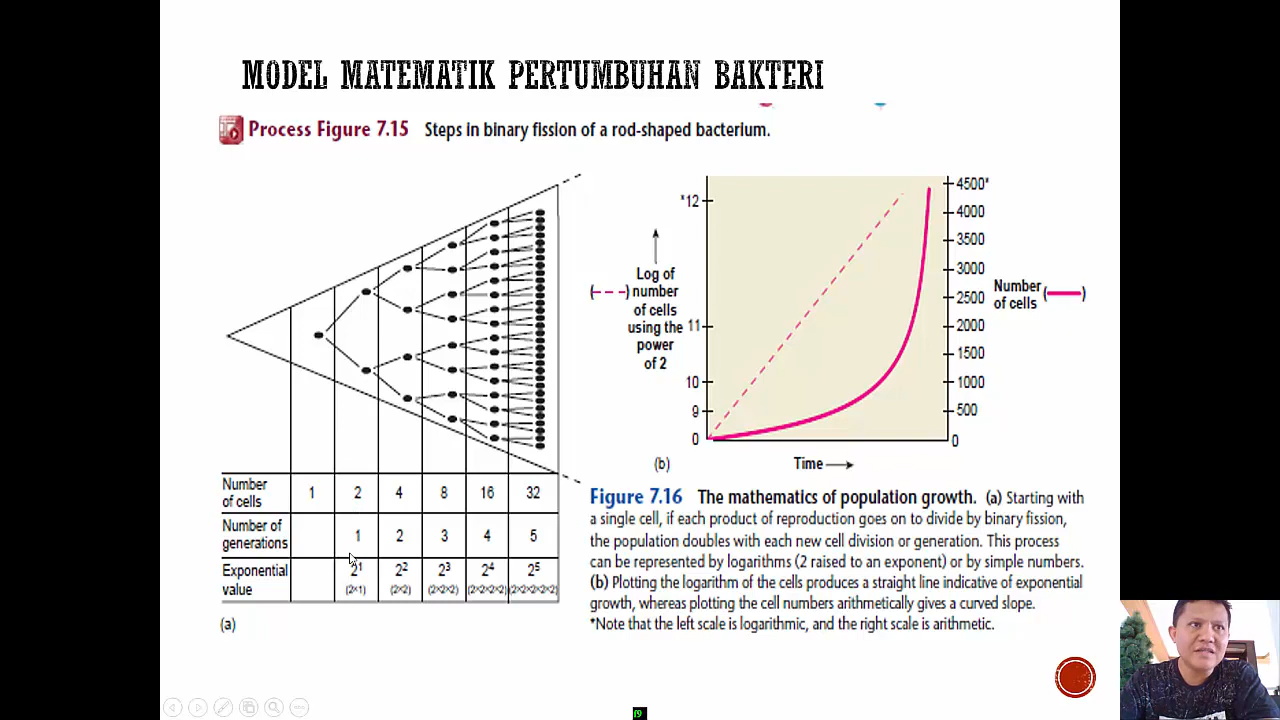 MODEL MATEMATIK PERTUMBUHAN BAKTERI
Process Figure 7.15 Steps in binary fission of a rod-shaped bacterium.
Number of cells 1 2 4 8 16 32
Number of generations 1 2 3 4 5
Exponential value 2¹ 2² 2³ 2⁴ 2⁵
(2×1) (2×2) (2×2×2) (2×2×2×2) (2×2×2×2×2)
(a)
*12
11
10
9
0
(---) Log of
number
of cells
using the
power
of 2
4500*
4000
3500
3000
2500
2000
1500
1000
500
0
Number
of cells
(b)
Time
Figure 7.16 The mathematics of population growth. (a) Starting with
a single cell, if each product of reproduction goes on to divide by binary fission,
the population doubles with each new cell division or generation. This process
can be represented by logarithms (2 raised to an exponent) or by simple numbers.
(b) Plotting the logarithm of the cells produces a straight line indicative of exponential
growth, whereas plotting the cell numbers arithmetically gives a curved slope.
*Note that the left scale is logarithmic, and the right scale is arithmetic.
f9